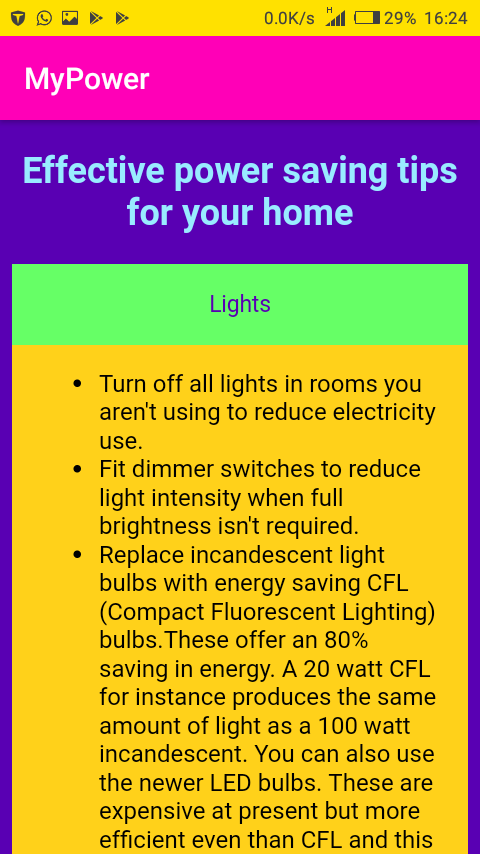 0.0K/s H 29% 16:24
MyPower
Effective power saving tips
for your home
Lights
• Turn off all lights in rooms you
aren't using to reduce electricity
use.
• Fit dimmer switches to reduce
light intensity when full
brightness isn't required.
• Replace incandescent light
bulbs with energy saving CFL
(Compact Fluorescent Lighting)
bulbs.These offer an 80%
saving in energy. A 20 watt CFL
for instance produces the same
amount of light as a 100 watt
incandescent. You can also use
the newer LED bulbs. These are
expensive at present but more
efficient even than CFL and this